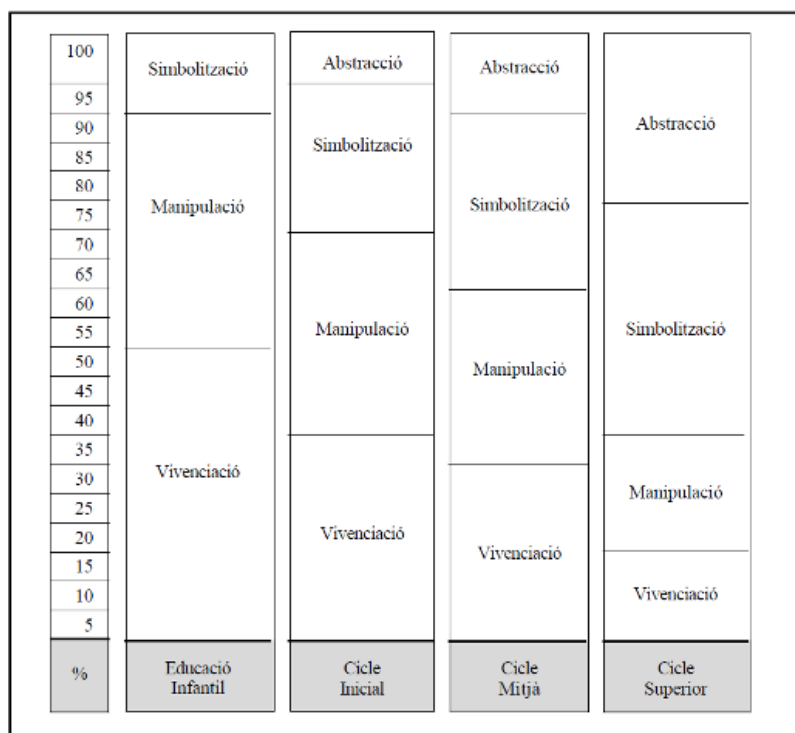 100
95
90
85
80
75
70
65
60
55
50
45
40
35
30
25
20
15
10
5
%
Simbolització
Manipulació
Vivenciació
Educació
Infantil
Abstracció
Simbolització
Manipulació
Vivenciació
Cicle
Inicial
Abstracció
Simbolització
Manipulació
Vivenciació
Cicle
Mitjà
Abstracció
Simbolització
Manipulació
Vivenciació
Cicle
Superior